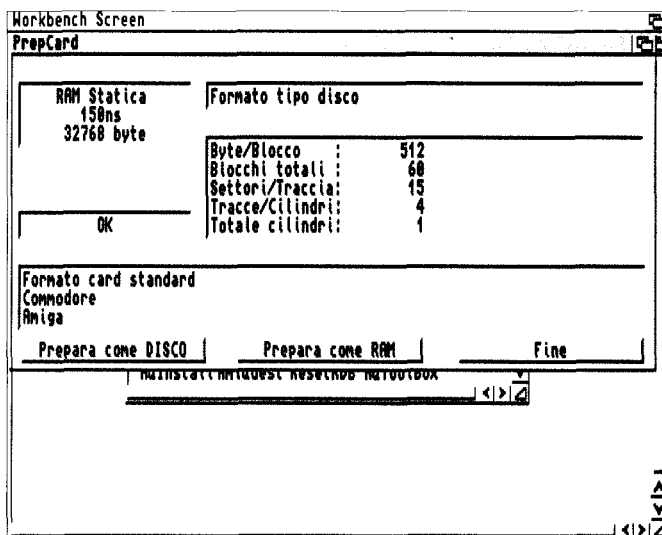 Workbench Screen
PrepCard
RAM Statica
150ns
32768 byte
OK
Formato tipo disco
Byte/Blocco : 512
Blocchi totali : 60
Settori/Traccia: 15
Tracce/Cilindri: 4
Totale cilindri: 1
Formato card standard
Commodore
Amiga
Prepara come DISCO
Prepara come RAM
Fine
HDToolBox